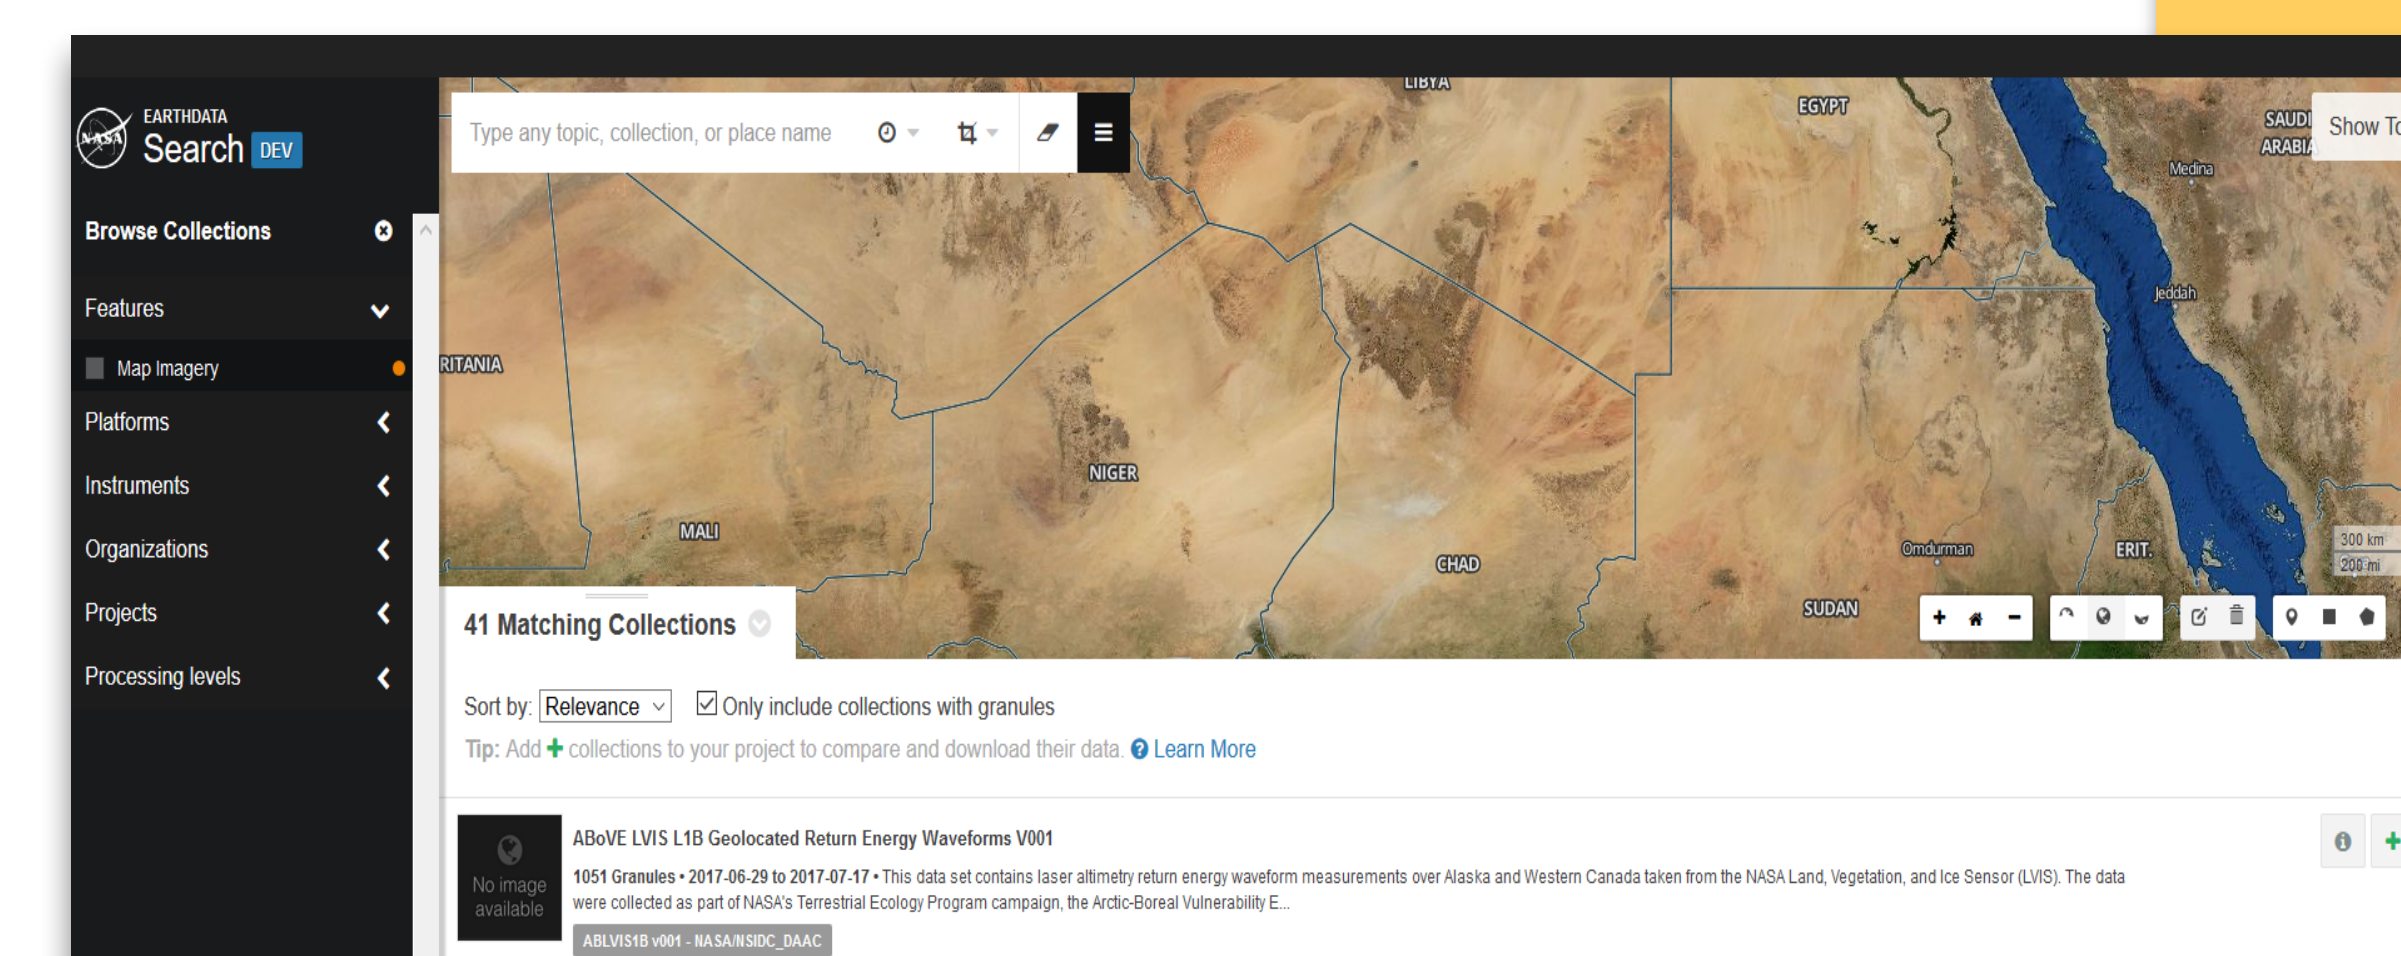 NASA
EARTHDATA
Search DEV
Browse Collections
Features
Map Imagery
Platforms
Instruments
Organizations
Projects
Processing levels
Type any topic, collection, or place name
LIBYA
EGYPT
SAUDI
ARABIA
Show To
Medina
Jeddah
RITANIA
NIGER
MALI
CHAD
Omdurman
ERIT.
SUDAN
300 km
200 mi
41 Matching Collections
Sort by: Relevance Only include collections with granules
Tip: Add + collections to your project to compare and download their data. Learn More
No image
available
ABoVE LVIS L1B Geolocated Return Energy Waveforms V001
1051 Granules • 2017-06-29 to 2017-07-17 • This data set contains laser altimetry return energy waveform measurements over Alaska and Western Canada taken from the NASA Land, Vegetation, and Ice Sensor (LVIS). The data
were collected as part of NASA's Terrestrial Ecology Program campaign, the Arctic-Boreal Vulnerability E...
ABLVIS1B v001 - NASA/NSIDC_DAAC